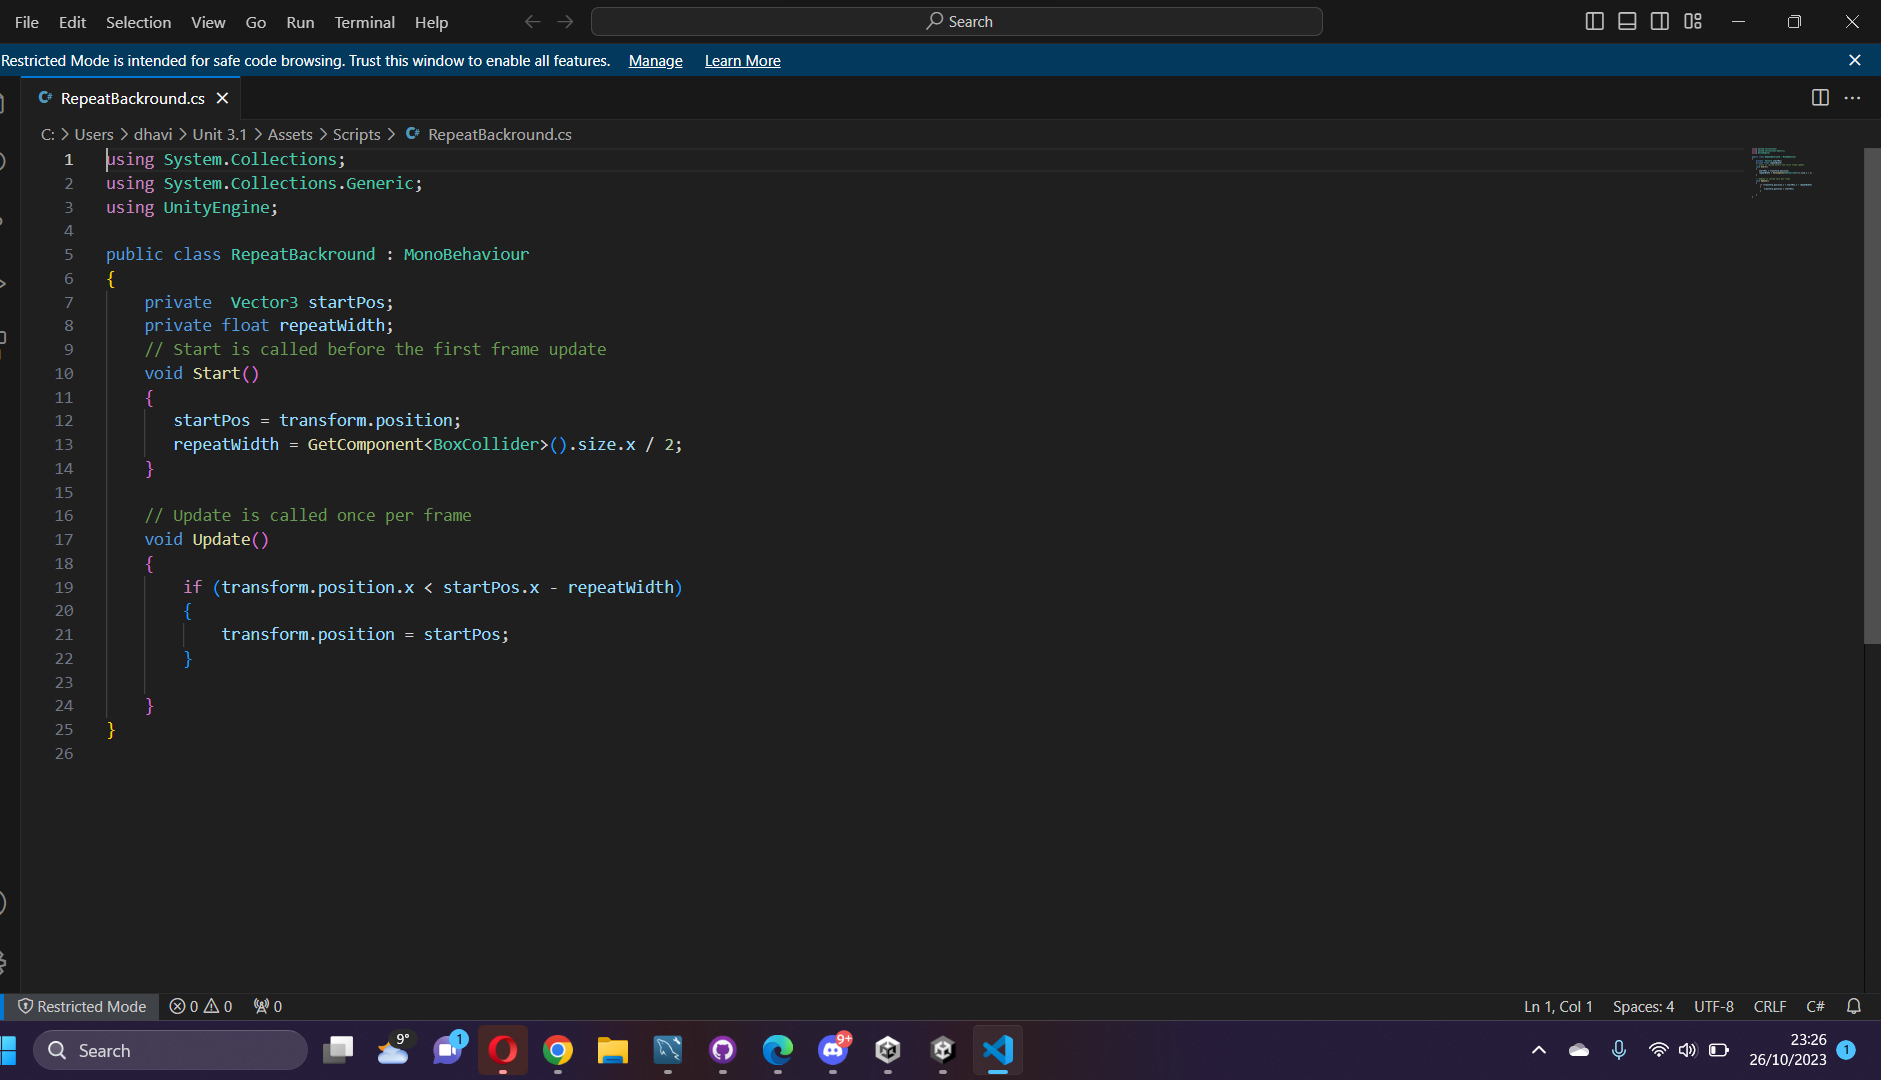 File Edit Selection View Go Run Terminal Help Search
Restricted Mode is intended for safe code browsing. Trust this window to enable all features. Manage Learn More
RepeatBackround.cs
C: > Users > dhavi > Unit 3.1 > Assets > Scripts > RepeatBackround.cs
1 using System.Collections;
2 using System.Collections.Generic;
3 using UnityEngine;
4
5 public class RepeatBackround : MonoBehaviour
6 {
7 private  Vector3 startPos;
8 private float repeatWidth;
9 // Start is called before the first frame update
10 void Start()
11 {
12 startPos = transform.position;
13 repeatWidth = GetComponent<BoxCollider>().size.x / 2;
14 }
15
16 // Update is called once per frame
17 void Update()
18 {
19 if (transform.position.x < startPos.x - repeatWidth)
20 {
21 transform.position = startPos;
22 }
23
24 }
25 }
26
Restricted Mode 0 0 0 Ln 1, Col 1 Spaces: 4 UTF-8 CRLF C#
Search 9° 1 9+ 23:26
26/10/2023 1